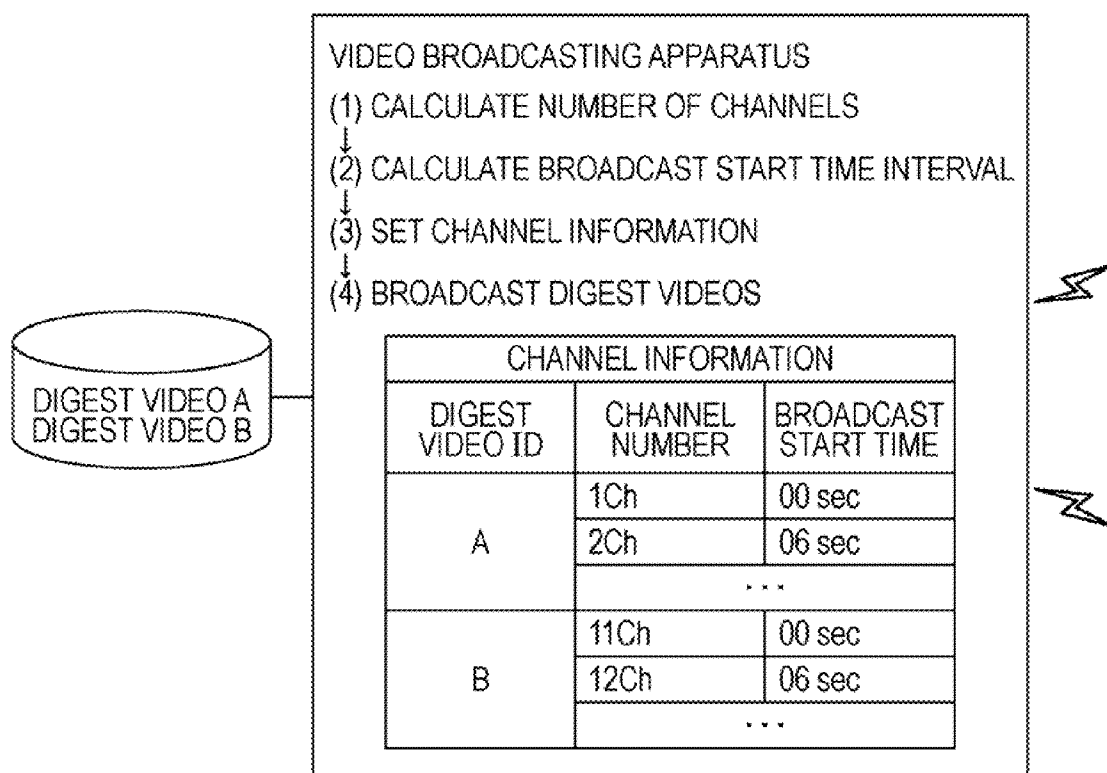 VIDEO BROADCASTING APPARATUS
(1) CALCULATE NUMBER OF CHANNELS
↓
(2) CALCULATE BROADCAST START TIME INTERVAL
↓
(3) SET CHANNEL INFORMATION
↓
(4) BROADCAST DIGEST VIDEOS
DIGEST VIDEO A
DIGEST VIDEO B
CHANNEL INFORMATION
DIGEST VIDEO ID
CHANNEL NUMBER
BROADCAST START TIME
A
1Ch 00 sec
2Ch 06 sec
...
B
11Ch 00 sec
12Ch 06 sec
...